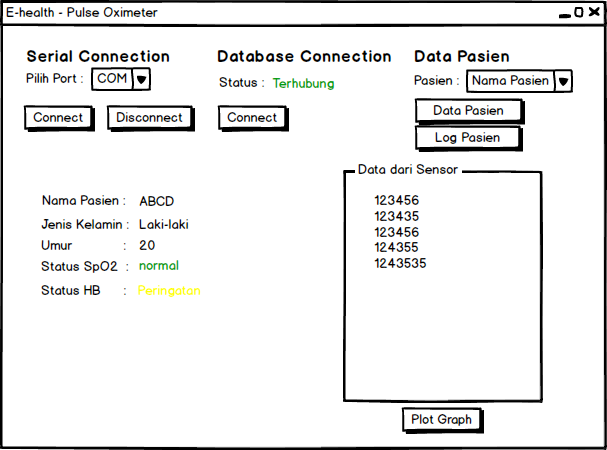 E-health - Pulse Oximeter
Serial Connection
Pilih Port : COM
Connect Disconnect
Database Connection
Status : Terhubung
Connect
Data Pasien
Pasien : Nama Pasien
Data Pasien
Log Pasien
Nama Pasien : ABCD
Jenis Kelamin : Laki-laki
Umur : 20
Status SpO2 : normal
Status HB : Peringatan
Data dari Sensor
123456
123435
123456
124355
1243535
Plot Graph